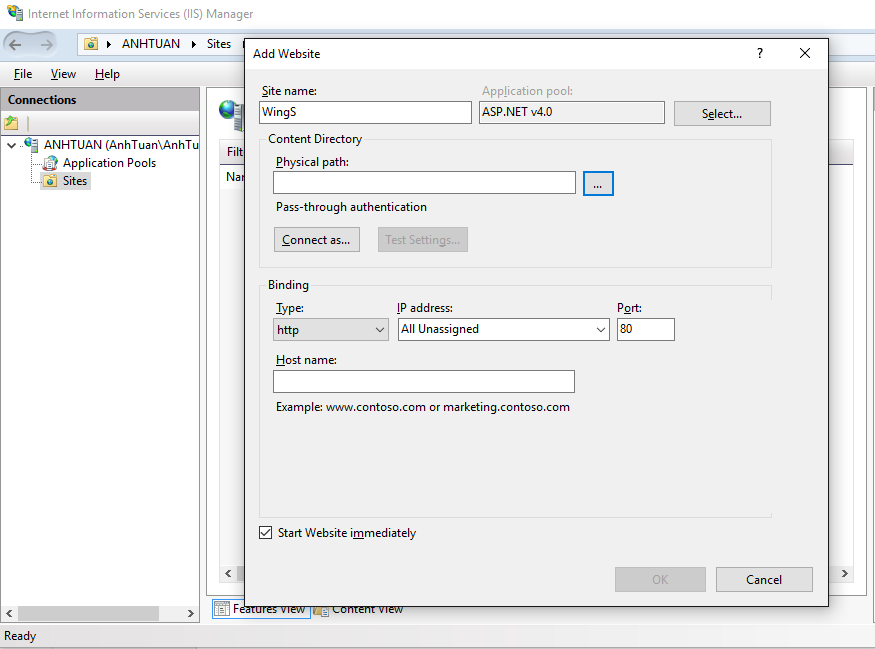 Internet Information Services (IIS) Manager
ANHTUAN
Sites
File View Help
Connections
ANHTUAN (AnhTuan\AnhTu
Application Pools
Sites
Filt
Nar
Add Website
?
Site name:
Application pool:
WingS
ASP.NET v4.0
Select...
Content Directory
Physical path:
...
Pass-through authentication
Connect as...
Test Settings...
Binding
Type:
IP address:
Port:
http
All Unassigned
80
Host name:
Example: www.contoso.com or marketing.contoso.com
Start Website immediately
OK
Cancel
Features View
Content View
Ready